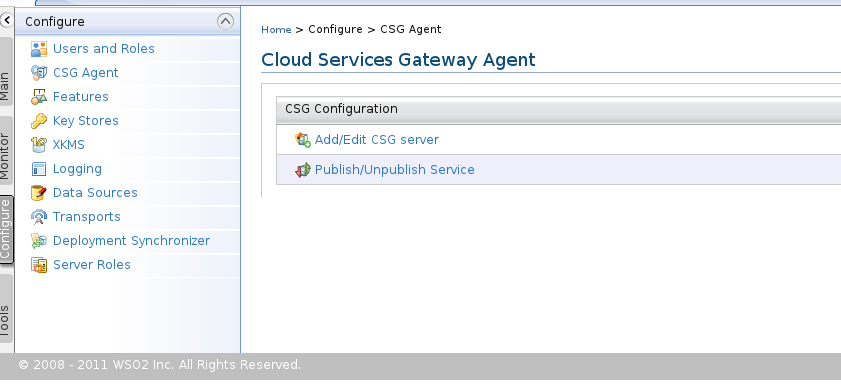 Configure
Users and Roles
CSG Agent
Features
Key Stores
XKMS
Logging
Data Sources
Transports
Deployment Synchronizer
Server Roles
Main
Monitor
Configure
Tools
Home > Configure > CSG Agent
Cloud Services Gateway Agent
CSG Configuration
Add/Edit CSG server
Publish/Unpublish Service
© 2008 - 2011 WSO2 Inc. All Rights Reserved.